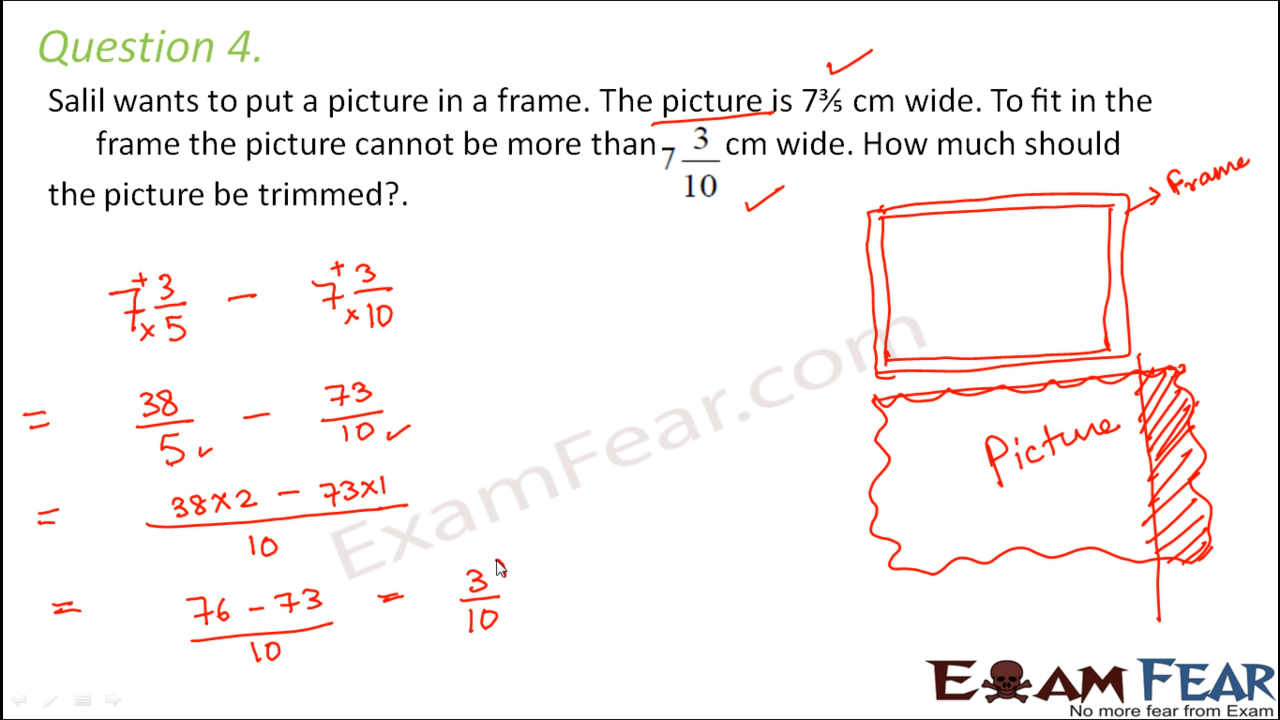 Question 4.
Salil wants to put a picture in a frame. The picture is 7⅗ cm wide. To fit in the
frame the picture cannot be more than 7 3/10 cm wide. How much should
the picture be trimmed?.
Frame
7 + 3 / × 5 − 7 + 3 / × 10
= 38/5 − 73/10
= 38×2 − 73×1 / 10
= 76 − 73 / 10 = 3/10
Picture
ExamFear.com
EXAM FEAR
No more fear from Exam